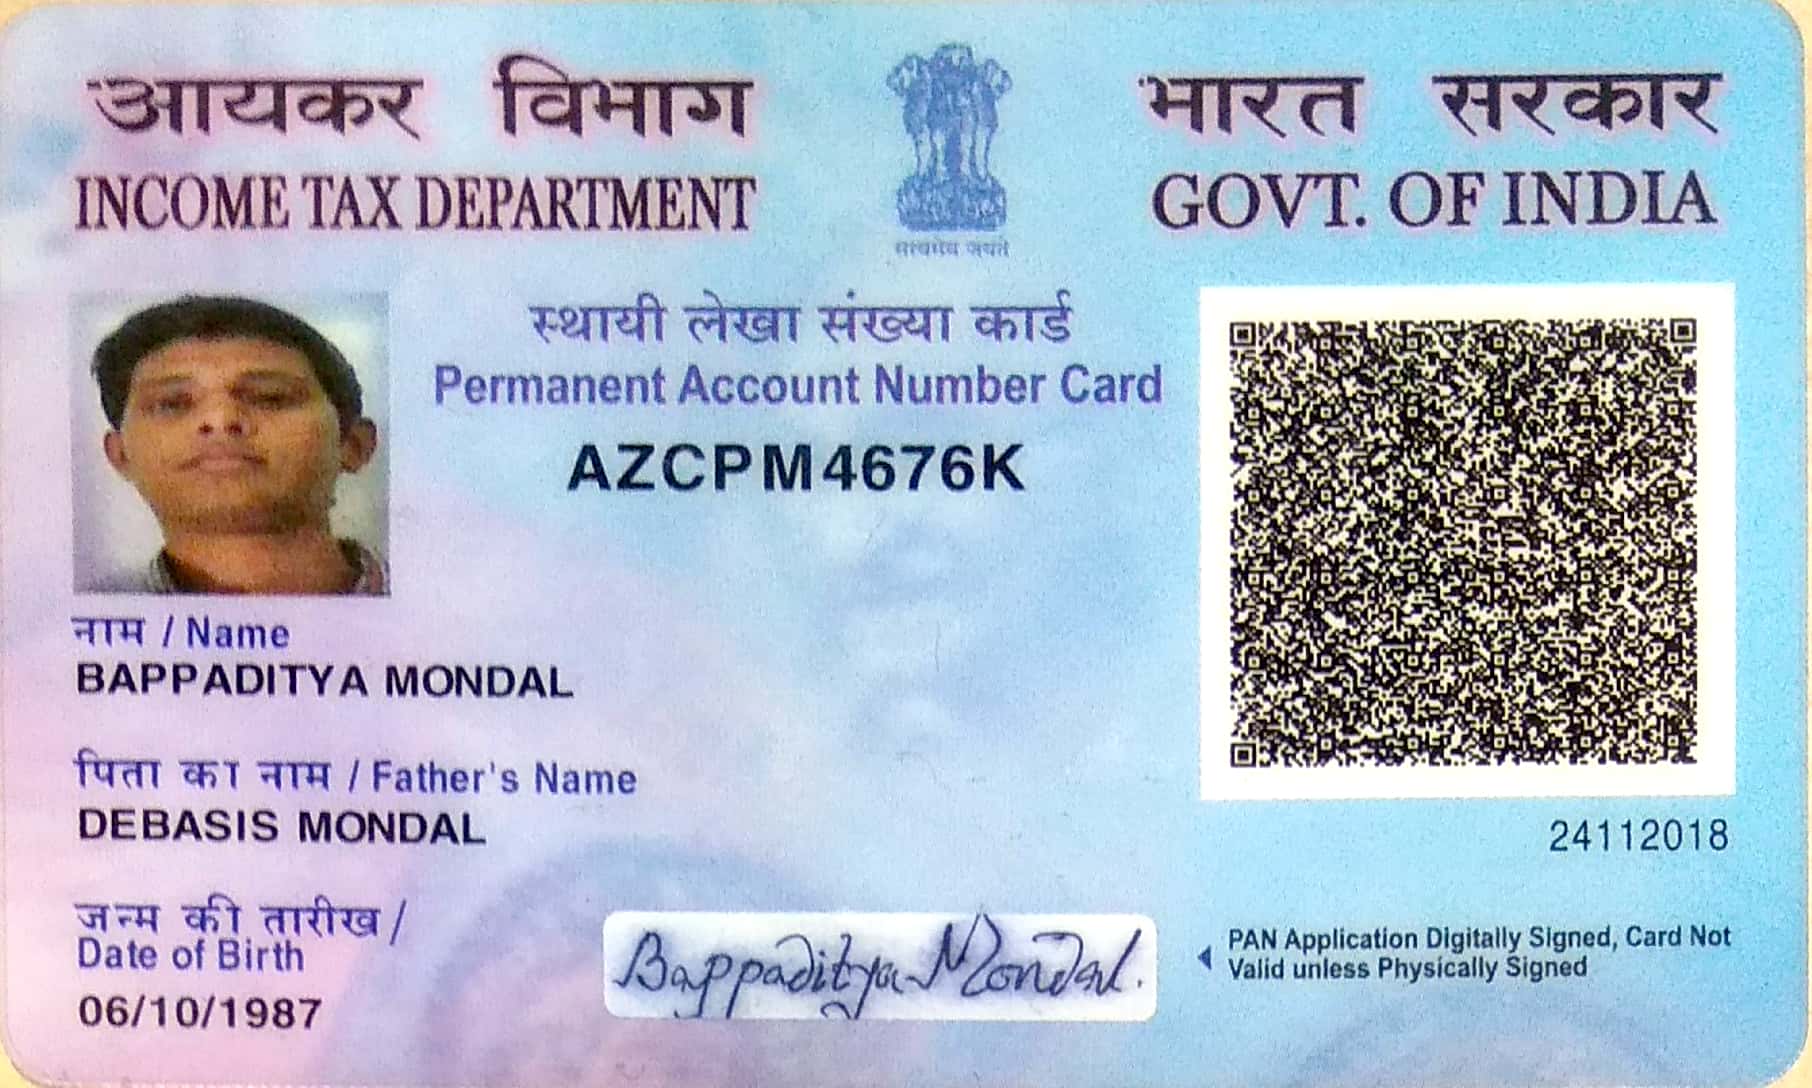 आयकर विभाग
INCOME TAX DEPARTMENT
भारत सरकार
GOVT. OF INDIA
सत्यमेव जयते
स्थायी लेखा संख्या कार्ड
Permanent Account Number Card
AZCPM4676K
नाम / Name
BAPPADITYA MONDAL
पिता का नाम / Father's Name
DEBASIS MONDAL
जन्म की तारीख /
Date of Birth
06/10/1987
Bappaditya Mondal.
24112018
PAN Application Digitally Signed, Card Not
Valid unless Physically Signed